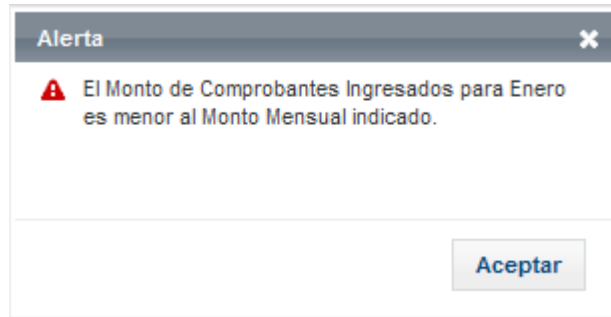 Alerta
El Monto de Comprobantes Ingresados para Enero
es menor al Monto Mensual indicado.
Aceptar